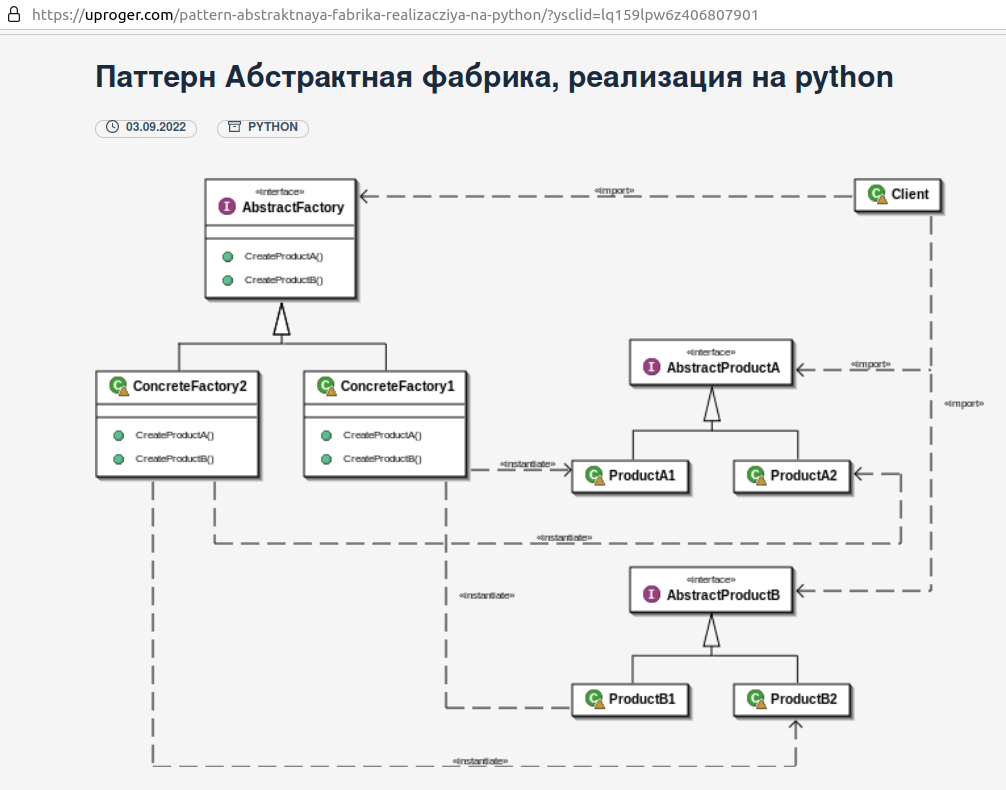 https://uproger.com/pattern-abstraktnaya-fabrika-realizacziya-na-python/?ysclid=lq159lpw6z406807901
Паттерн Абстрактная фабрика, реализация на python
03.09.2022
PYTHON
«interface»
I AbstractFactory
CreateProductA()
CreateProductB()
«import»
C Client
C ConcreteFactory2
CreateProductA()
CreateProductB()
C ConcreteFactory1
CreateProductA()
CreateProductB()
«interface»
I AbstractProductA
«import»
«import»
«instantiate»
C ProductA1
C ProductA2
«instantiate»
«interface»
I AbstractProductB
«instantiate»
C ProductB1
C ProductB2
«instantiate»